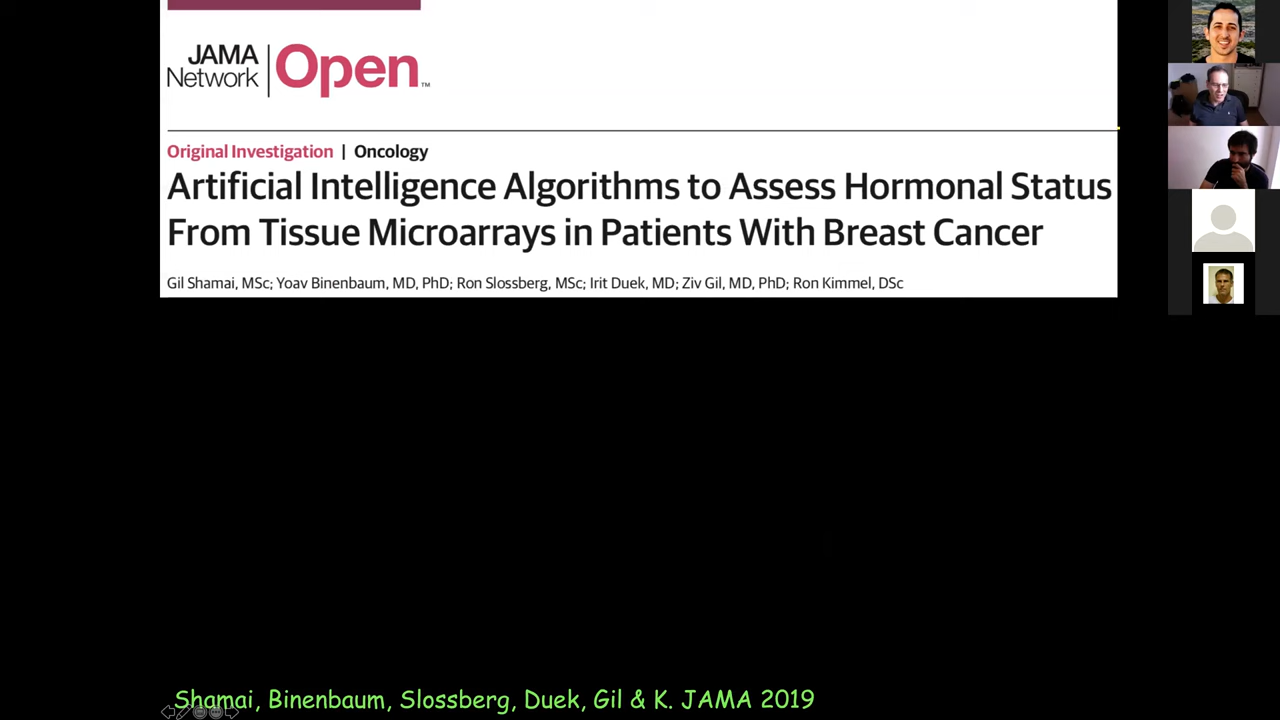 JAMA
Network
Open™
Original Investigation | Oncology
Artificial Intelligence Algorithms to Assess Hormonal Status
From Tissue Microarrays in Patients With Breast Cancer
Gil Shamai, MSc; Yoav Binenbaum, MD, PhD; Ron Slossberg, MSc; Irit Duek, MD; Ziv Gil, MD, PhD; Ron Kimmel, DSc
Shamai, Binenbaum, Slossberg, Duek, Gil & K. JAMA 2019